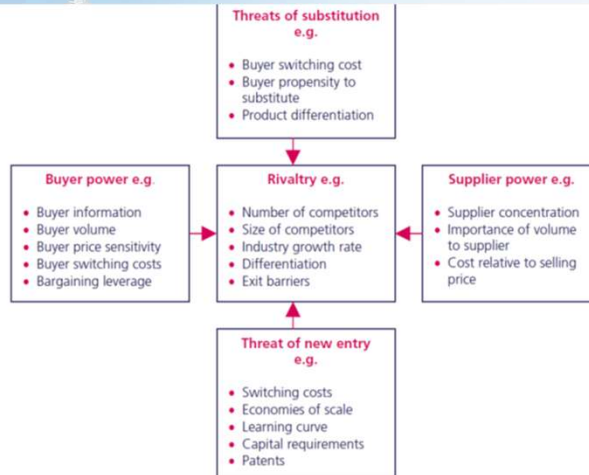 Threats of substitution
e.g.
• Buyer switching cost
• Buyer propensity to
substitute
• Product differentiation
Buyer power e.g.
• Buyer information
• Buyer volume
• Buyer price sensitivity
• Buyer switching costs
• Bargaining leverage
Rivaltry e.g.
• Number of competitors
• Size of competitors
• Industry growth rate
• Differentiation
• Exit barriers
Supplier power e.g.
• Supplier concentration
• Importance of volume
to supplier
• Cost relative to selling
price
Threat of new entry
e.g.
• Switching costs
• Economies of scale
• Learning curve
• Capital requirements
• Patents